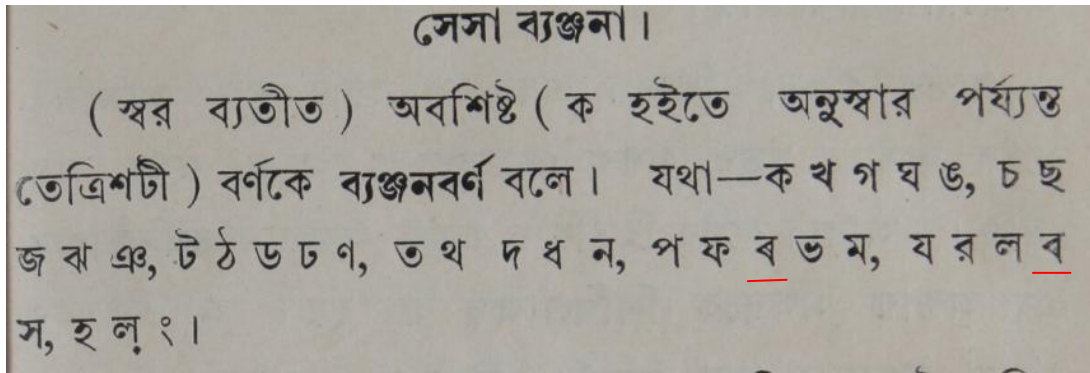 সেসা ব্যঞ্জনা।
( স্বর ব্যতীত ) অবশিষ্ট ( ক হইতে অনুস্বার পর্য্যন্ত
তেত্রিশটী ) বর্ণকে ব্যঞ্জনবর্ণ বলে। যথা—ক খ গ ঘ ঙ, চ ছ
জ ঝ ঞ, ট ঠ ড ঢ ণ, ত থ দ ধ ন, প ফ ব ভ ম, য র ল ব
স, হ ল্ ং।